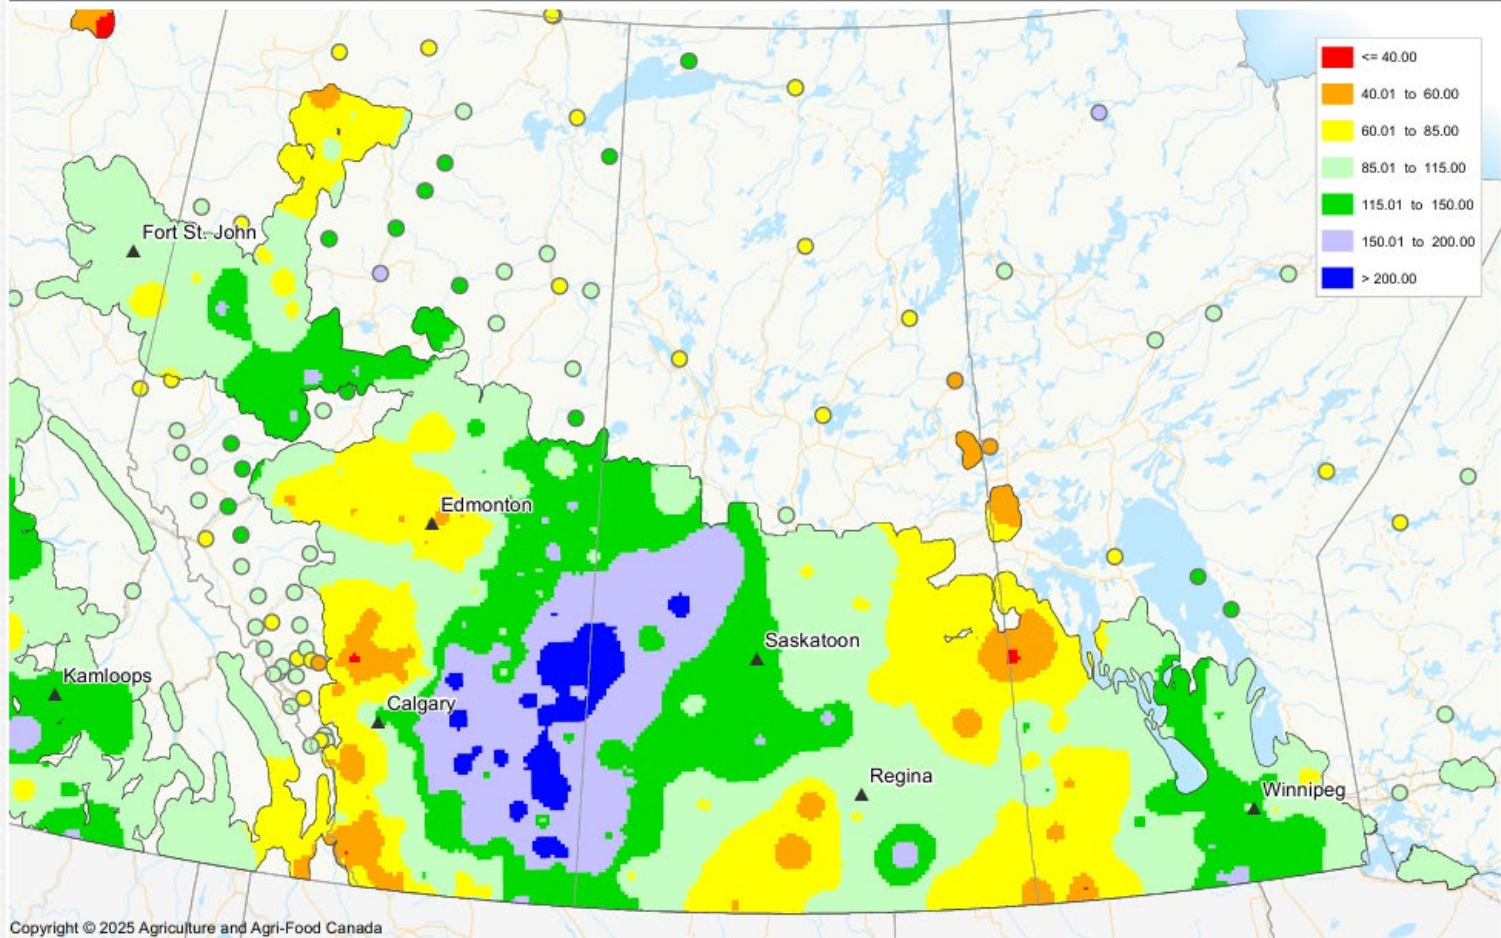 <= 40.00
40.01 to 60.00
60.01 to 85.00
85.01 to 115.00
115.01 to 150.00
150.01 to 200.00
> 200.00
Fort St. John
Edmonton
Saskatoon
Kamloops
Calgary
Regina
Winnipeg
Copyright © 2025 Agriculture and Agri-Food Canada